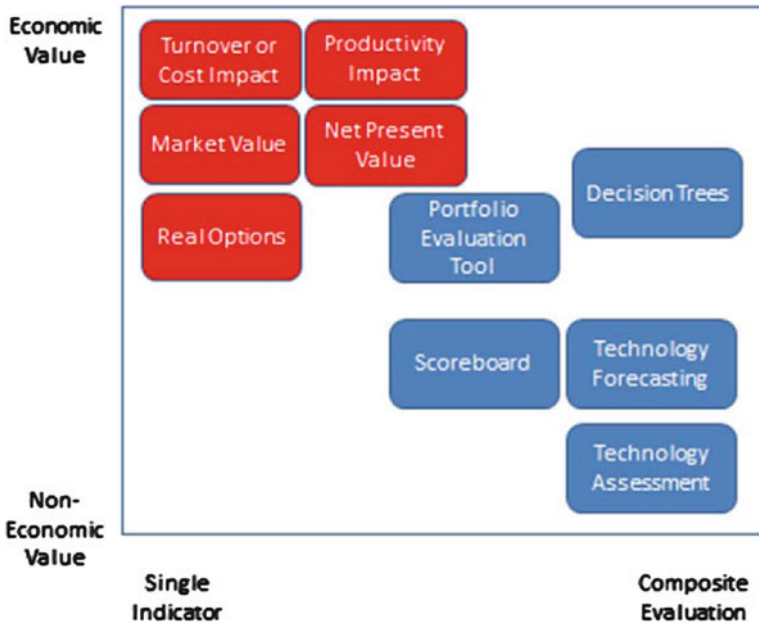 Economic
Value
Turnover or
Cost Impact
Productivity
Impact
Market Value
Net Present
Value
Decision Trees
Real Options
Portfolio
Evaluation
Tool
Scoreboard
Technology
Forecasting
Technology
Assessment
Non-
Economic
Value
Single
Indicator
Composite
Evaluation